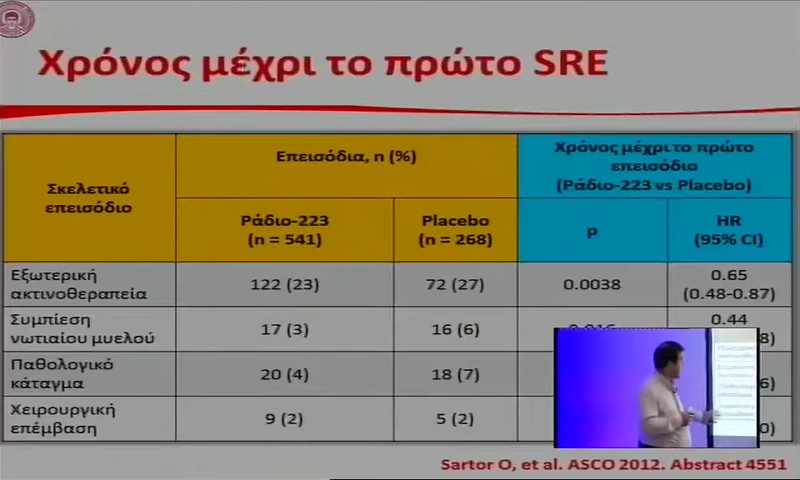 Χρόνος μέχρι το πρώτο SRE
Σκελετικό
επεισόδιο
Επεισόδια, n (%)
Χρόνος μέχρι το πρώτο
επεισόδιο
(Ράδιο-223 vs Placebo)
Ράδιο-223
(n = 541)
Placebo
(n = 268)
p
HR
(95% CI)
Εξωτερική
ακτινοθεραπεία
122 (23)
72 (27)
0.0038
0.65
(0.48-0.87)
Συμπίεση
νωτιαίου μυελού
17 (3)
16 (6)
0.44
Παθολογικό
κάταγμα
20 (4)
18 (7)
Χειρουργική
επέμβαση
9 (2)
5 (2)
Sartor O, et al. ASCO 2012. Abstract 4551